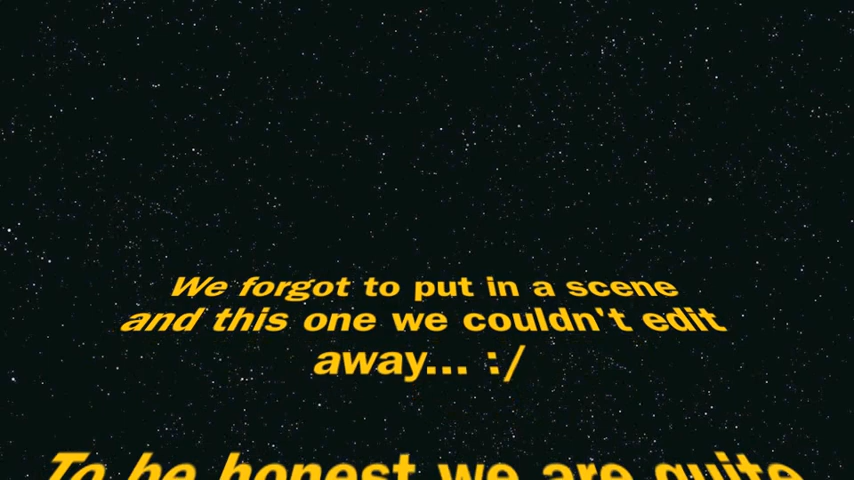 We forgot to put in a scene
and this one we couldn't edit
away... :/
To be honest we are quite